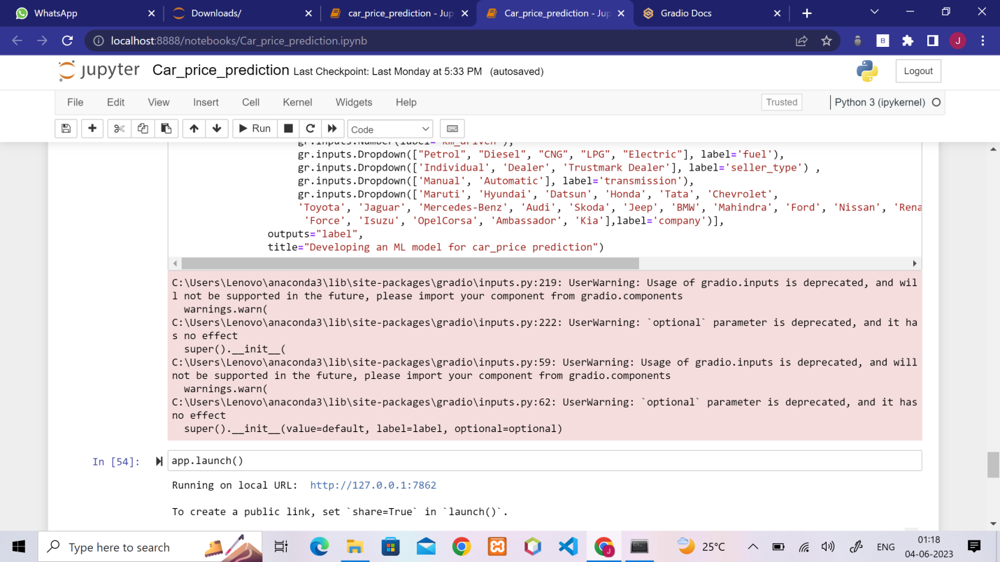 WhatsApp
Downloads/
car_price_prediction - Jup
Car_price_prediction - Jup
Gradio Docs
localhost:8888/notebooks/Car_price_prediction.ipynb
B
J
jupyter Car_price_prediction Last Checkpoint: Last Monday at 5:33 PM (autosaved)
Logout
File Edit View Insert Cell Kernel Widgets Help
Trusted
Python 3 (ipykernel)
Run
Code
gr.inputs.Number(label='km_driven'),
gr.inputs.Dropdown(["Petrol", "Diesel", "CNG", "LPG", "Electric"], label='fuel'),
gr.inputs.Dropdown(['Individual', 'Dealer', 'Trustmark Dealer'], label='seller_type') ,
gr.inputs.Dropdown(['Manual', 'Automatic'], label='transmission'),
gr.inputs.Dropdown(['Maruti', 'Hyundai', 'Datsun', 'Honda', 'Tata', 'Chevrolet',
'Toyota', 'Jaguar', 'Mercedes-Benz', 'Audi', 'Skoda', 'Jeep', 'BMW', 'Mahindra', 'Ford', 'Nissan', 'Rena
'Force', 'Isuzu', 'OpelCorsa', 'Ambassador', 'Kia'],label='company')],
outputs="label",
title="Developing an ML model for car_price prediction")
C:\Users\Lenovo\anaconda3\lib\site-packages\gradio\inputs.py:219: UserWarning: Usage of gradio.inputs is deprecated, and wil
l not be supported in the future, please import your component from gradio.components
warnings.warn(
C:\Users\Lenovo\anaconda3\lib\site-packages\gradio\inputs.py:222: UserWarning: `optional` parameter is deprecated, and it ha
s no effect
super().__init__(
C:\Users\Lenovo\anaconda3\lib\site-packages\gradio\inputs.py:59: UserWarning: Usage of gradio.inputs is deprecated, and will
not be supported in the future, please import your component from gradio.components
warnings.warn(
C:\Users\Lenovo\anaconda3\lib\site-packages\gradio\inputs.py:62: UserWarning: `optional` parameter is deprecated, and it has
no effect
super().__init__(value=default, label=label, optional=optional)
In [54]: app.launch()
Running on local URL: http://127.0.0.1:7862
To create a public link, set `share=True` in `launch()`.
Type here to search
25°C
ENG
01:18
04-06-2023